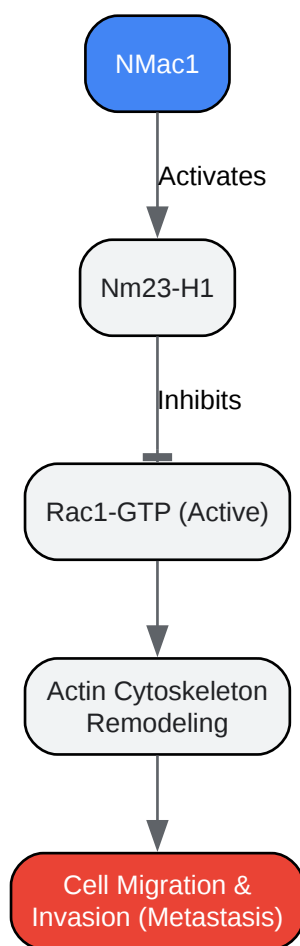 NMac1
Activates
Nm23-H1
Inhibits
Rac1-GTP (Active)
Actin Cytoskeleton
Remodeling
Cell Migration &
Invasion (Metastasis)